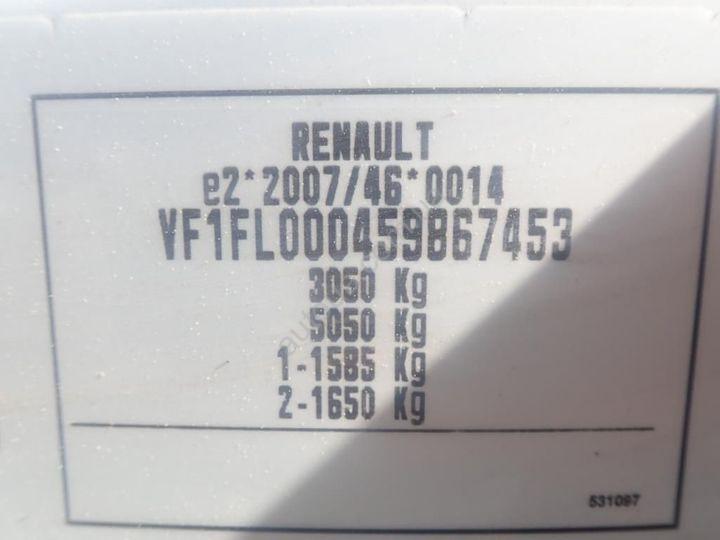 RENAULT
e2*2007/46*0014
VF1FL000459867453
3050 Kg
5050 Kg
1-1585 Kg
2-1650 Kg
531097